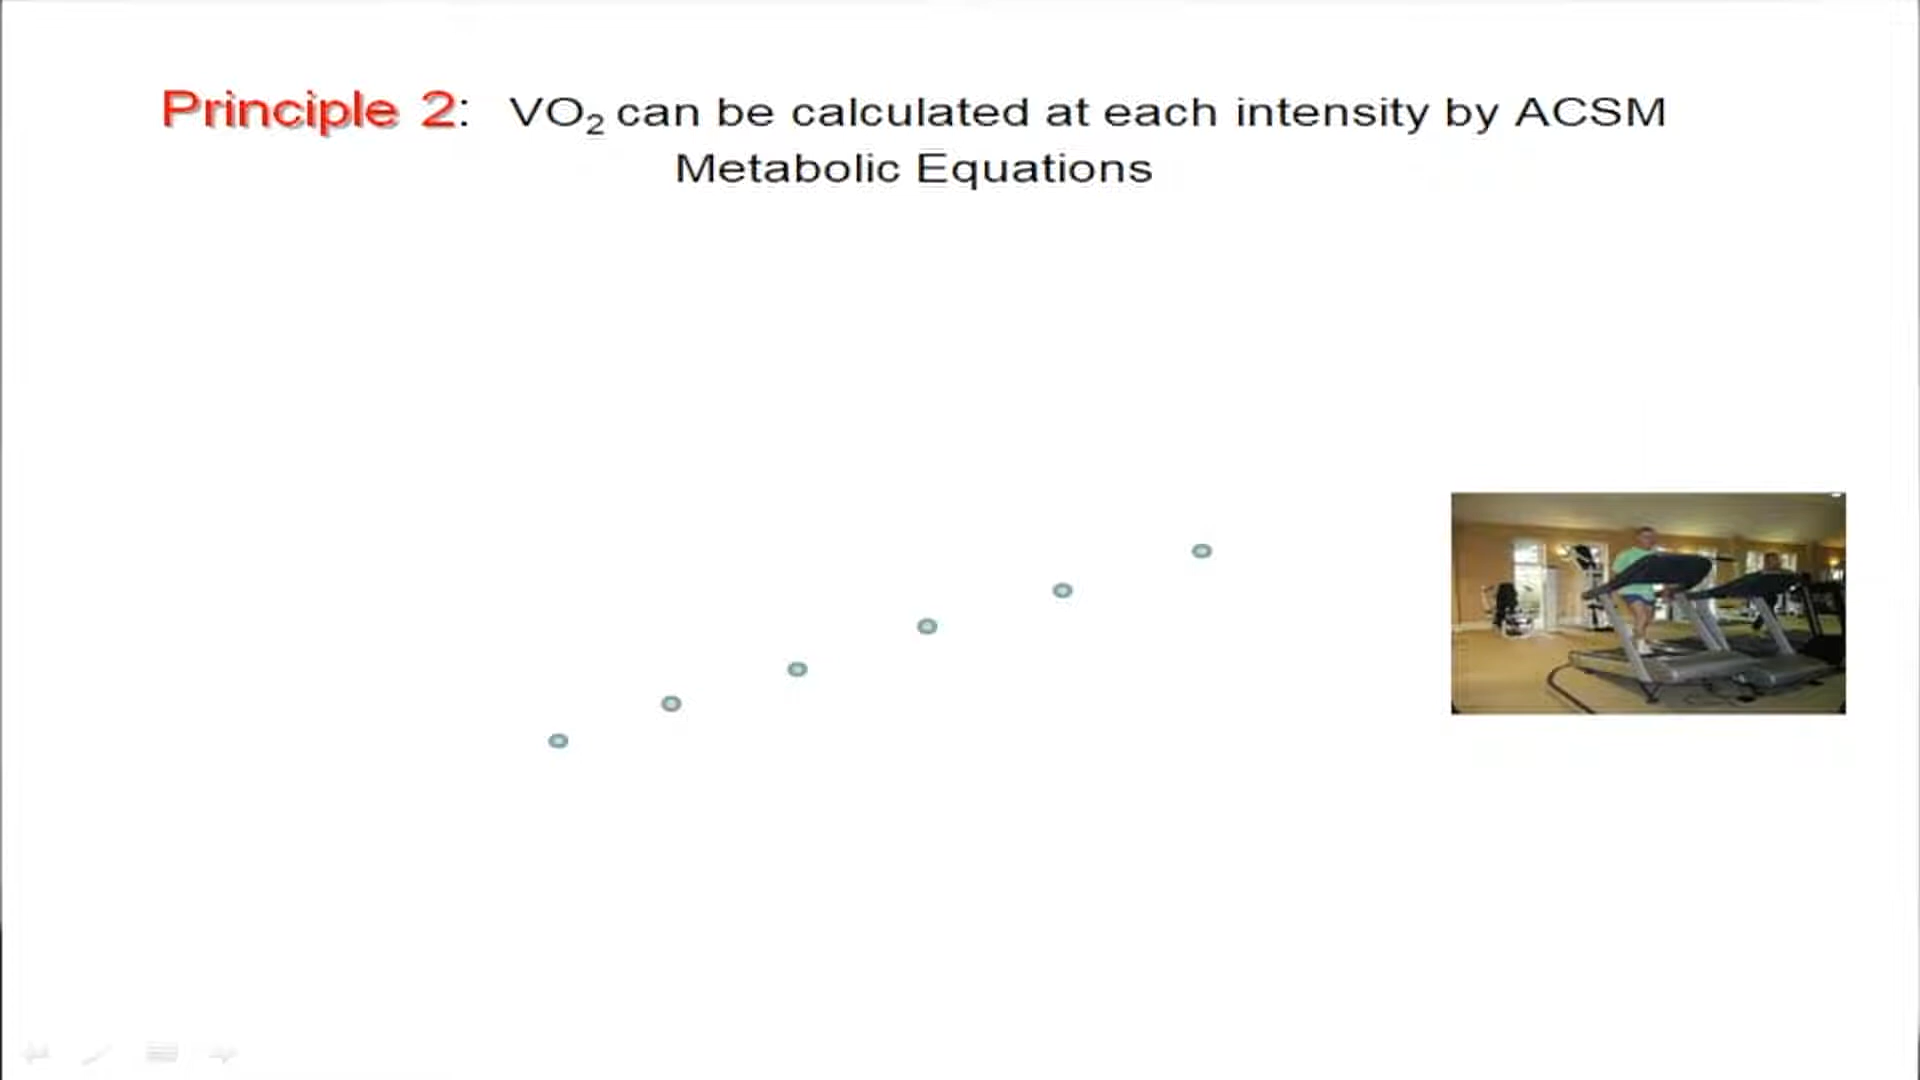 Principle 2: VO₂ can be calculated at each intensity by ACSM
Metabolic Equations